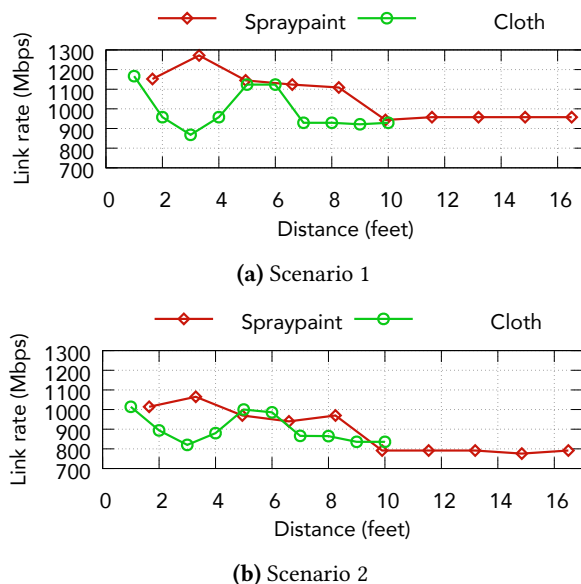 Spraypaint Cloth
1300
1200
1100
1000
900
800
700
Link rate (Mbps)
0 2 4 6 8 10 12 14 16
Distance (feet)
(a) Scenario 1
Spraypaint Cloth
1300
1200
1100
1000
900
800
700
Link rate (Mbps)
0 2 4 6 8 10 12 14 16
Distance (feet)
(b) Scenario 2